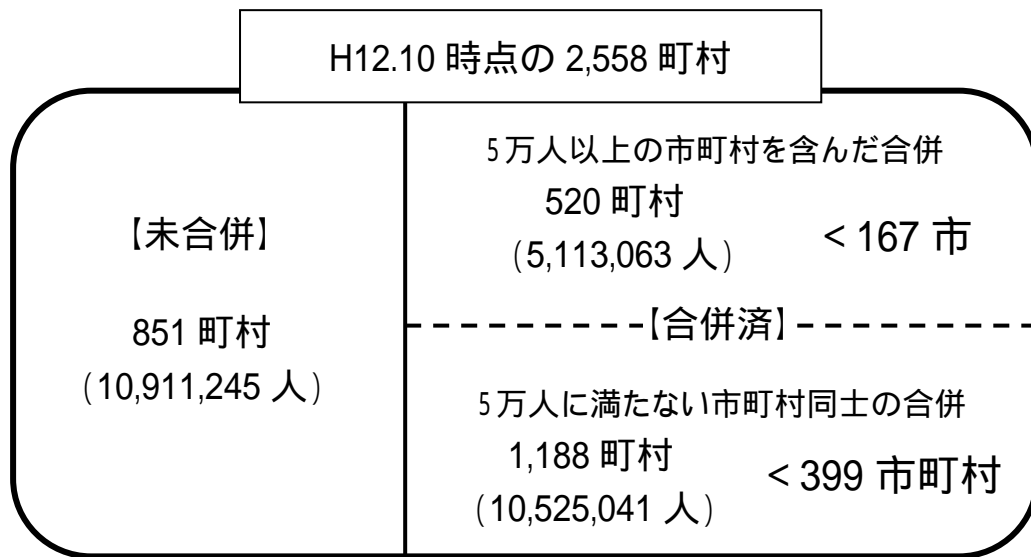 H12.10 時点の 2,558 町村
【未合併】
851 町村
(10,911,245 人)
5万人以上の市町村を含んだ合併
520 町村
(5,113,063 人)
< 167 市
【合併済】
5万人に満たない市町村同士の合併
1,188 町村
(10,525,041 人)
< 399 市町村